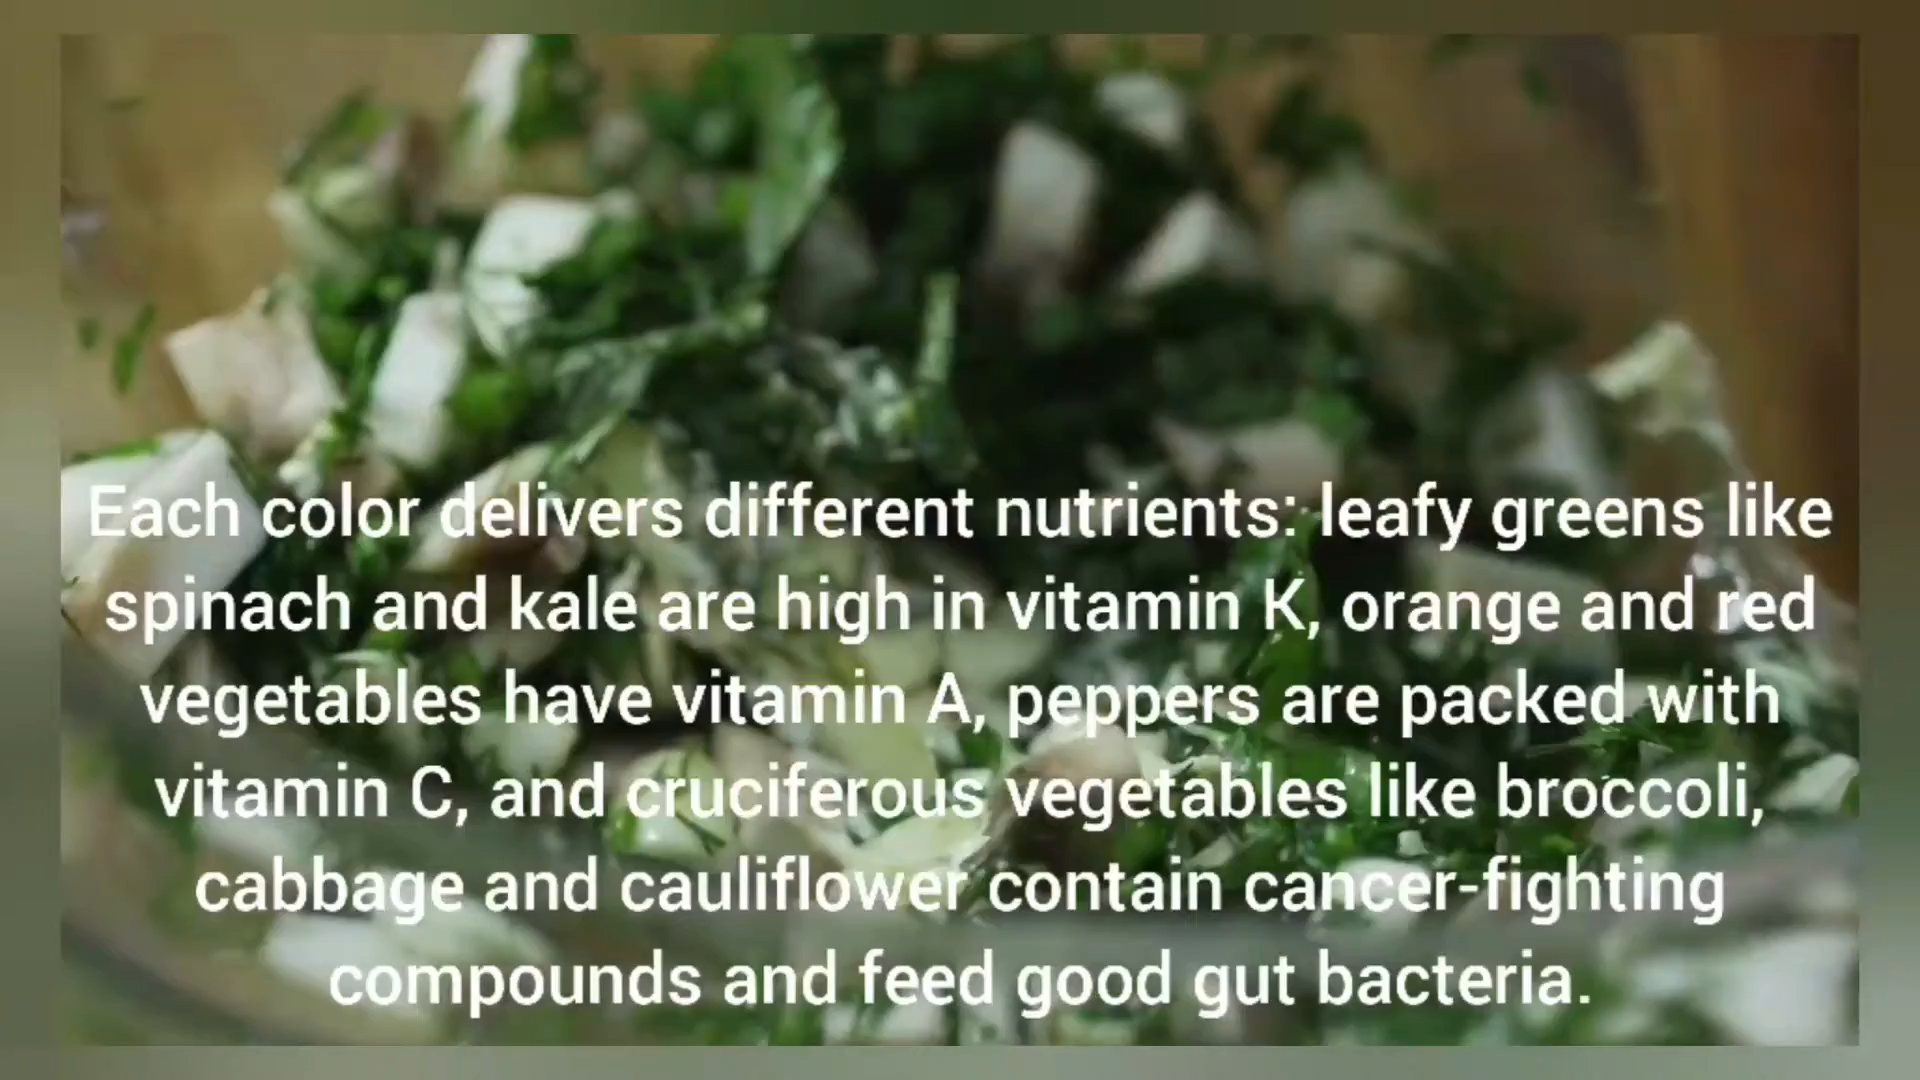 Each color delivers different nutrients: leafy greens like
spinach and kale are high in vitamin K, orange and red
vegetables have vitamin A, peppers are packed with
vitamin C, and cruciferous vegetables like broccoli,
cabbage and cauliflower contain cancer-fighting
compounds and feed good gut bacteria.